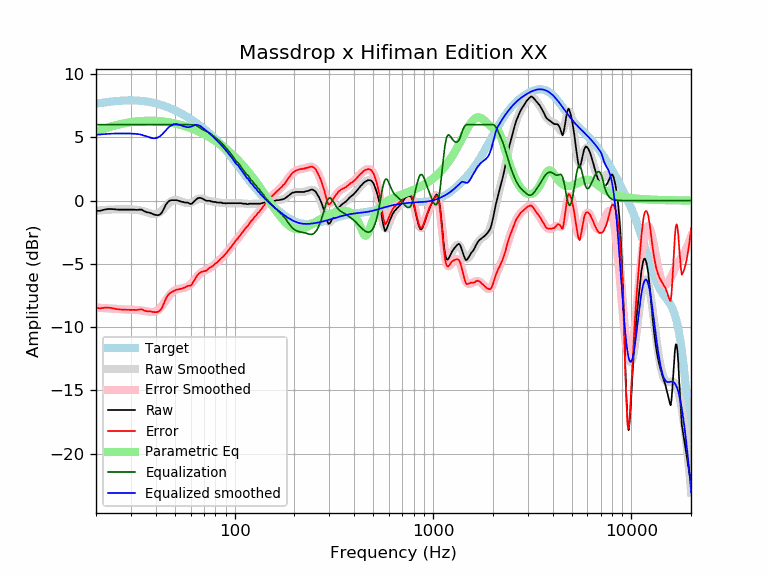 Massdrop x Hifiman Edition XX
10
5
0
−5
−10
−15
−20
Amplitude (dBr)
Target
Raw Smoothed
Error Smoothed
Raw
Error
Parametric Eq
Equalization
Equalized smoothed
100
1000
10000
Frequency (Hz)